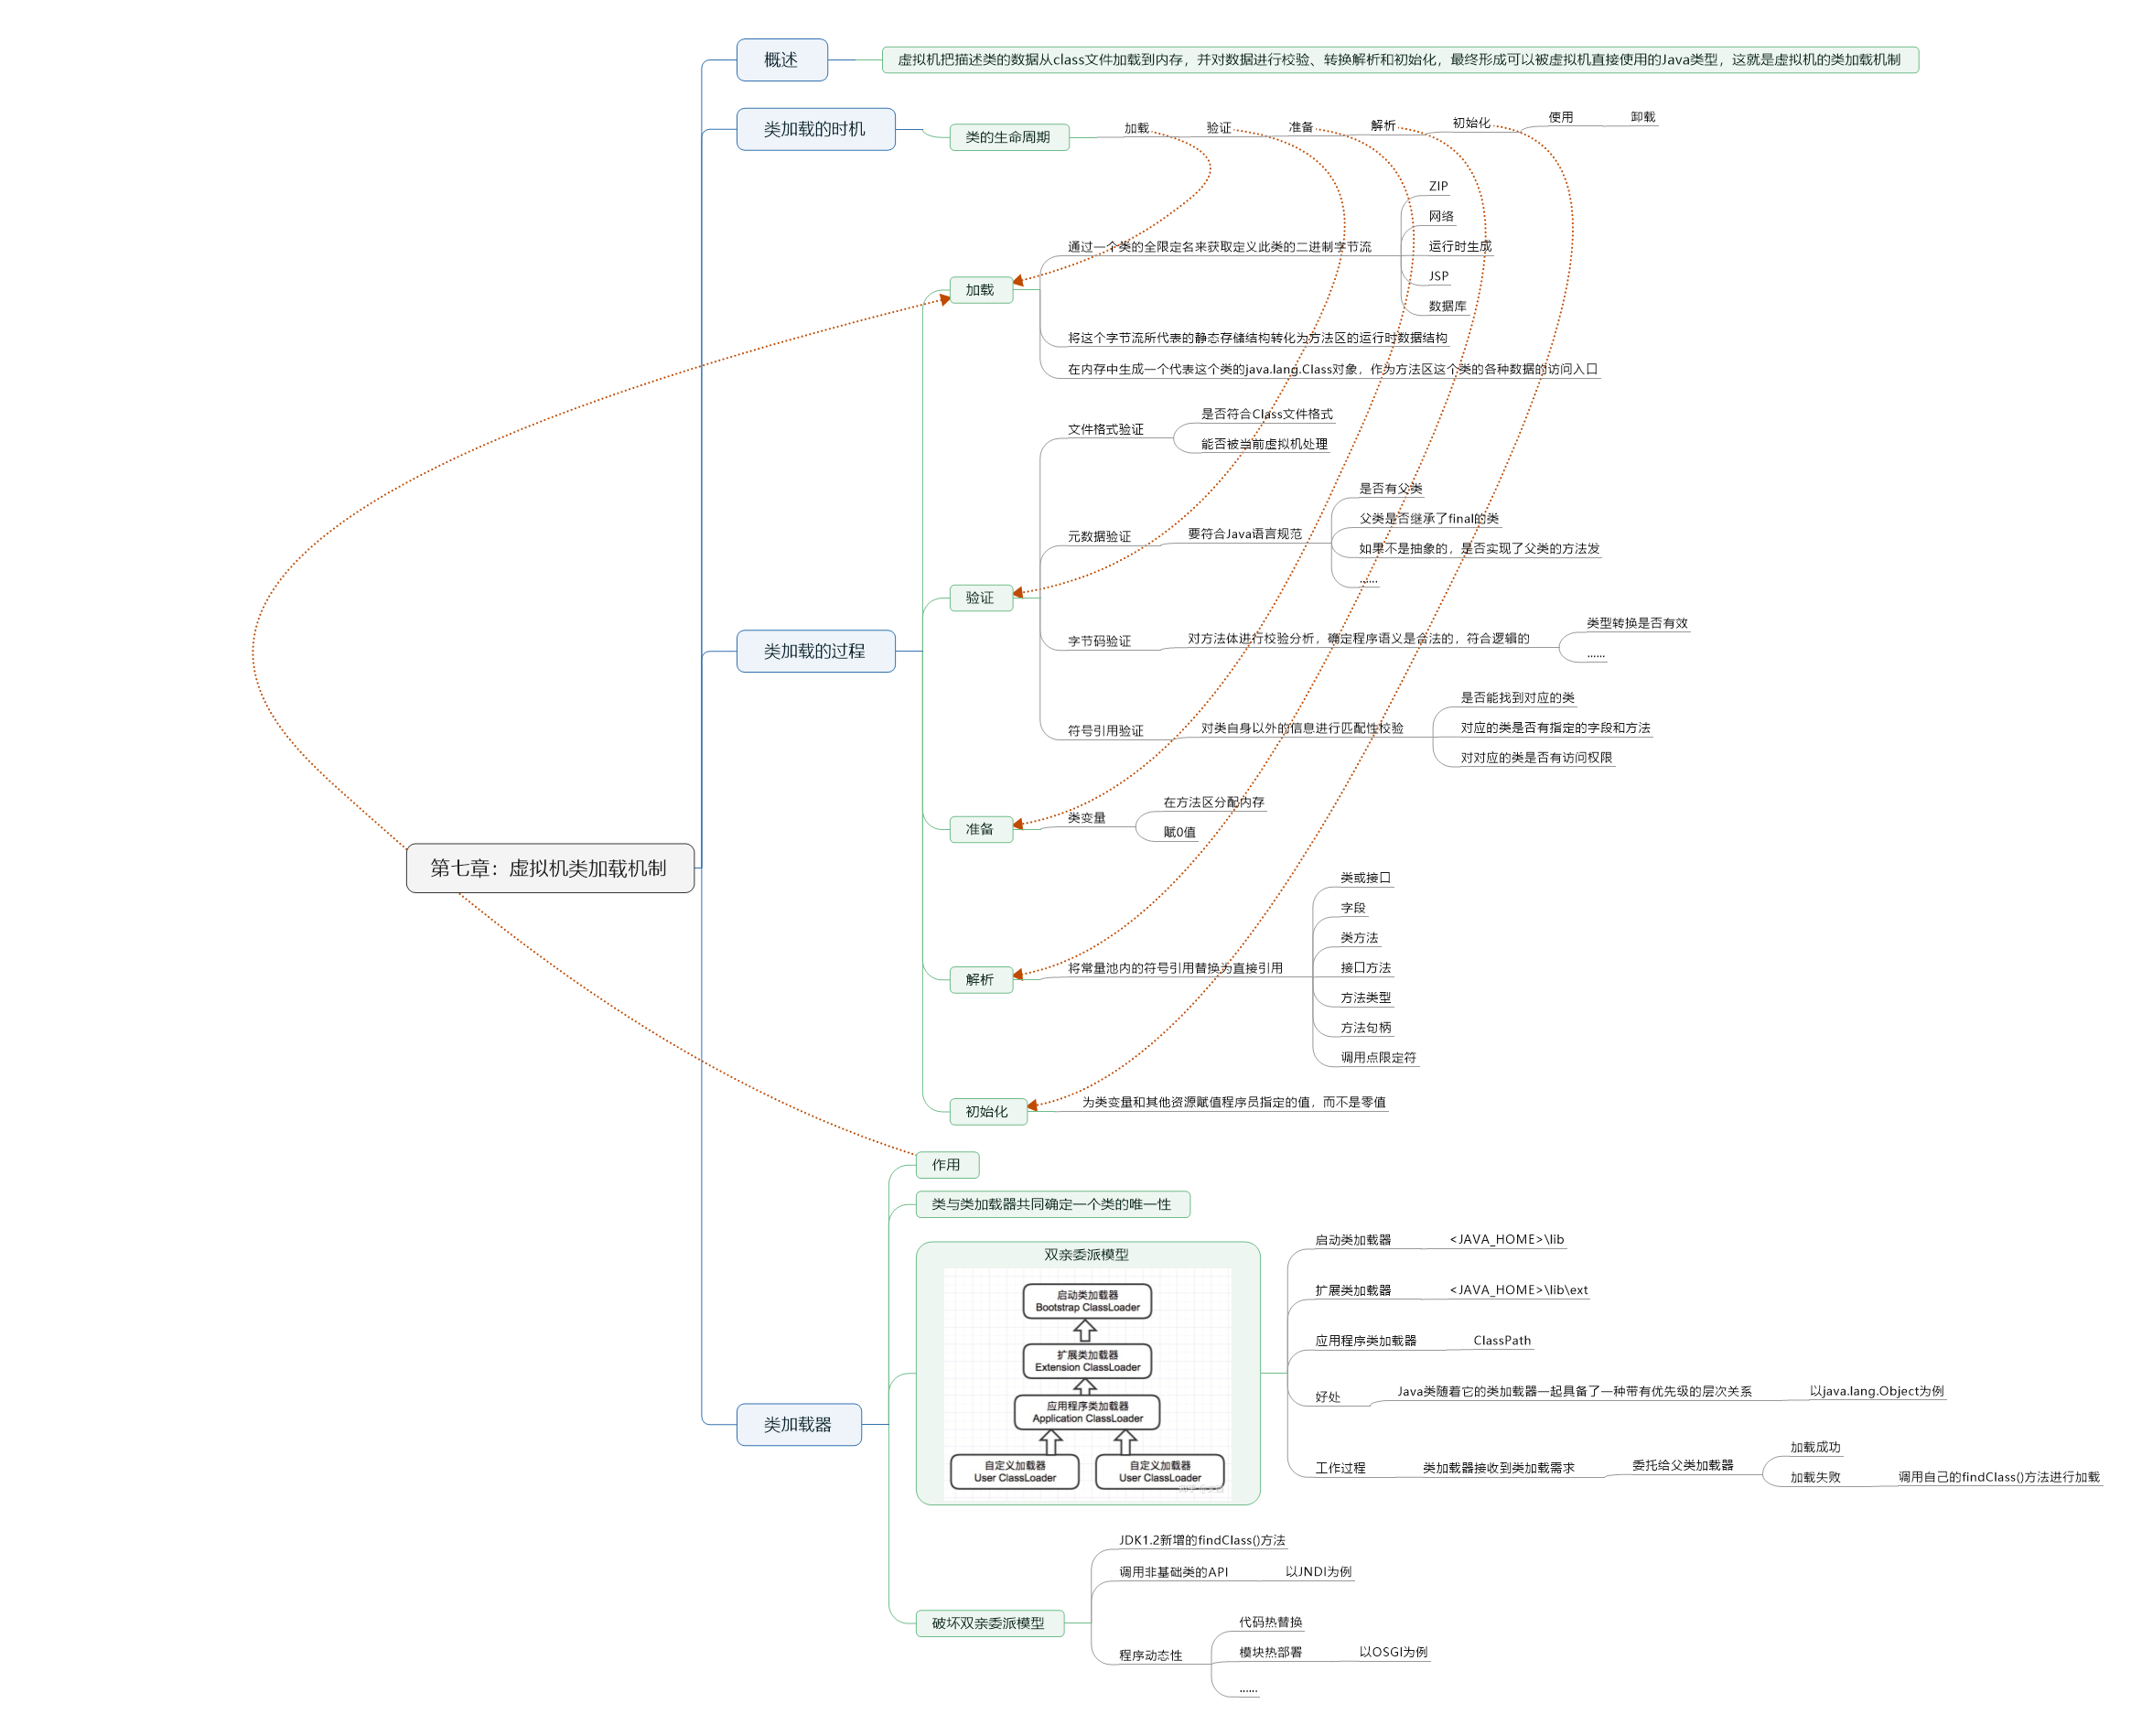 概述
虚拟机把描述类的数据从class文件加载到内存，并对数据进行校验、转换解析和初始化，最终形成可以被虚拟机直接使用的Java类型，这就是虚拟机的类加载机制
类加载的时机
类的生命周期
加载
验证
准备
解析
初始化
使用
卸载
第七章：虚拟机类加载机制
类加载的过程
加载
通过一个类的全限定名来获取定义此类的二进制字节流
ZIP
网络
运行时生成
JSP
数据库
将这个字节流所代表的静态存储结构转化为方法区的运行时数据结构
在内存中生成一个代表这个类的java.lang.Class对象，作为方法区这个类的各种数据的访问入口
验证
文件格式验证
是否符合Class文件格式
能否被当前虚拟机处理
元数据验证
要符合Java语言规范
是否有父类
父类是否继承了final的类
如果不是抽象的，是否实现了父类的方法发
......
字节码验证
对方法体进行校验分析，确定程序语义是合法的，符合逻辑的
类型转换是否有效
......
符号引用验证
对类自身以外的信息进行匹配性校验
是否能找到对应的类
对应的类是否有指定的字段和方法
对对应的类是否有访问权限
准备
类变量
在方法区分配内存
赋0值
解析
将常量池内的符号引用替换为直接引用
类或接口
字段
类方法
接口方法
方法类型
方法句柄
调用点限定符
初始化
为类变量和其他资源赋值程序员指定的值，而不是零值
类加载器
作用
类与类加载器共同确定一个类的唯一性
双亲委派模型
启动类加载器
Bootstrap ClassLoader
扩展类加载器
Extension ClassLoader
应用程序类加载器
Application ClassLoader
自定义加载器
User ClassLoader
自定义加载器
User ClassLoader
启动类加载器
<JAVA_HOME>\lib
扩展类加载器
<JAVA_HOME>\lib\ext
应用程序类加载器
ClassPath
好处
Java类随着它的类加载器一起具备了一种带有优先级的层次关系
以java.lang.Object为例
工作过程
类加载器接收到类加载需求
委托给父类加载器
加载成功
加载失败
调用自己的findClass()方法进行加载
破坏双亲委派模型
JDK1.2新增的findClass()方法
调用非基础类的API
以JNDI为例
程序动态性
代码热替换
模块热部署
以OSGI为例
......